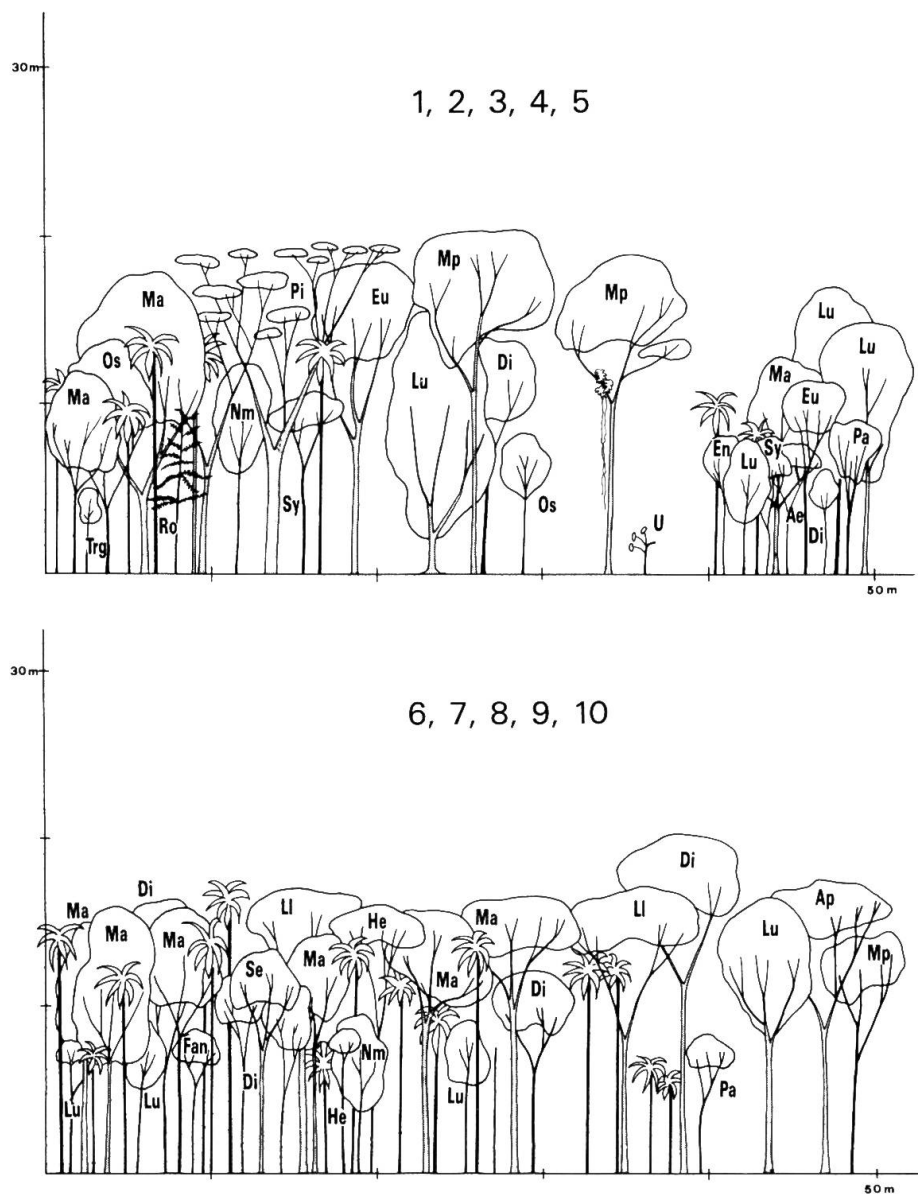 30m
1, 2, 3, 4, 5
Mp
Mp
Pi
Ma
Eu
Lu
Os
Di
Lu
Lu
Ma
Ma
Eu
Nm
Pa
En
Lu
Sy
Os
Sy
Ae
Di
Ro
U
Trg
50 m
30m
6, 7, 8, 9, 10
Di
Di
Ma
Ll
Ap
Ma
Ma
He
Ma
Ll
Lu
Mp
Se
Ma
Ma
Di
Fan
Nm
Lu
Lu
Di
Lu
Pa
He
50 m